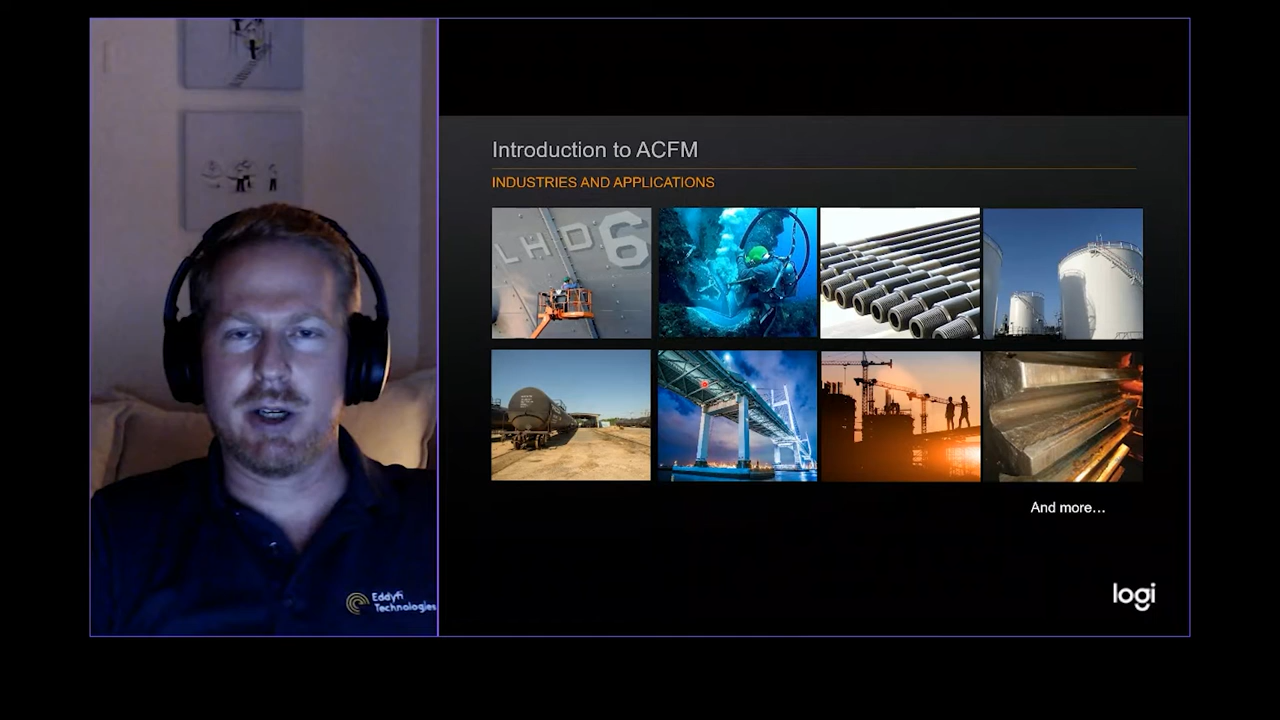 Introduction to ACFM
INDUSTRIES AND APPLICATIONS
LHD 6
And more...
logi
Eddyfi
Technologies